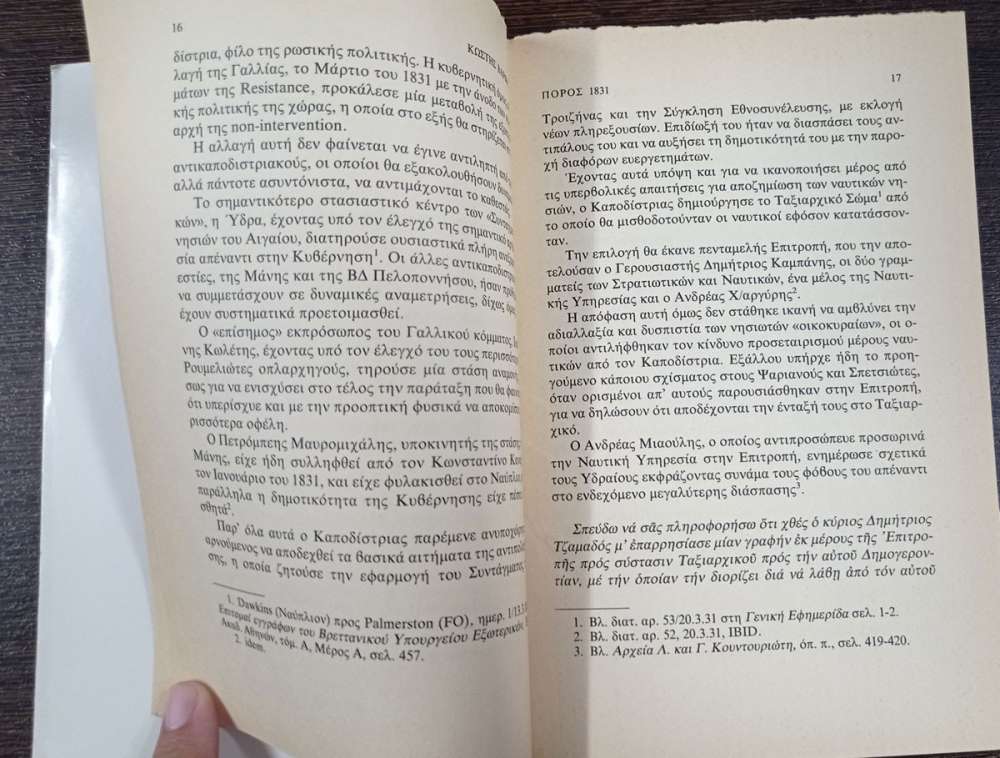 16
ΚΩΣΤΗΣ
δίστρια, φίλο της ρωσικής πολιτικής. Η κυβερνητική
λαγή της Γαλλίας, το Μάρτιο του 1831 με την άνοδο του
μάτων της Resistance, προκάλεσε μία μεταβολή της
κής πολιτικής της χώρας, η οποία στο εξής θα στηρίζεται
αρχή της non-intervention.
Η αλλαγή αυτή δεν φαίνεται να έγινε αντιληπτή
αντικαποδιστριακούς, οι οποίοι θα εξακολουθήσουν
αλλά πάντοτε ασυντόνιστα, να αντιμάχονται το καθεστώς
Το σημαντικότερο στασιαστικό κέντρο των
κών», η Ύδρα, έχοντας υπό τον έλεγχό της σημαντικό
νησιών του Αιγαίου, διατηρούσε ουσιαστικά πλήρη
σία απέναντι στην Κυβέρνηση1. Οι άλλες
εστίες, της Μάνης και της ΒΔ Πελοποννήσου, ήσαν
να συμμετάσχουν σε δυναμικές αναμετρήσεις, δίχως όμως
έχουν συστηματικά προετοιμασθεί.
Ο «επίσημος» εκπρόσωπος του Γαλλικού κόμματος
νης Κωλέτης, έχοντας υπό τον έλεγχό του τους
Ρουμελιώτες οπλαρχηγούς, τηρούσε μία στάση
σως για να ενισχύσει στο τέλος την παράταξη που θα
ότι υπερίσχυε και με την προοπτική φυσικά να
ρισσότερα οφέλη.
Ο Πετρόμπεης Μαυρομιχάλης, υποκινητής της
Μάνης, είχε ήδη συλληφθεί από τον Κωνσταντίνο
τον Ιανουάριο του 1831, και είχε φυλακισθεί στο Ναύπλιο
παράλληλα η δημοτικότητα της Κυβέρνησης είχε
σθητά2.
Παρ' όλα αυτά ο Καποδίστριας παρέμενε
αρνούμενος να αποδεχθεί τα βασικά αιτήματα της
σης, η οποία ζητούσε την εφαρμογή του Συντάγματος
1. Dawkins (Ναύπλιον) προς Palmerston (FO), ημερ.
Επιτομαί εγγράφων του Βρεττανικού Υπουργείου Εξωτερικών,
Ακαδ. Αθηνών, τόμ. Α, Μέρος Α, σελ. 457.
2. idem.
ΠΟΡΟΣ 1831
17
Τροιζήνας και την Σύγκληση Εθνοσυνέλευσης, με εκλογή
νέων πληρεξουσίων. Επιδίωξή του ήταν να διασπάσει τους αν-
τιπάλους του και να αυξήσει τη δημοτικότητά του με την παρο-
χή διαφόρων ευεργετημάτων.
Έχοντας αυτά υπόψη και για να ικανοποιήσει μέρος από
τις υπερβολικές απαιτήσεις για αποζημίωση των ναυτικών νη-
σιών, ο Καποδίστριας δημιούργησε το Ταξιαρχικό Σώμα1 από
το οποίο θα μισθοδοτούνταν οι ναυτικοί εφόσον κατατάσσον-
ταν.
Την επιλογή θα έκανε πενταμελής Επιτροπή, που την απο-
τελούσαν ο Γερουσιαστής Δημήτριος Καμπάνης, οι δύο γραμ-
ματείς των Στρατιωτικών και Ναυτικών, ένα μέλος της Ναυτι-
κής Υπηρεσίας και ο Ανδρέας Χ/αργύρης2.
Η απόφαση αυτή όμως δεν στάθηκε ικανή να αμβλύνει την
αδιαλλαξία και δυσπιστία των νησιωτών «οικοκυραίων», οι ο-
ποίοι αντιλήφθηκαν τον κίνδυνο προσεταιρισμού μέρους ναυ-
τικών από τον Καποδίστρια. Εξάλλου υπήρχε ήδη το προη-
γούμενο κάποιου σχίσματος στους Ψαριανούς και Σπετσιώτες,
όταν ορισμένοι απ' αυτούς παρουσιάσθηκαν στην Επιτροπή,
για να δηλώσουν ότι αποδέχονται την ένταξή τους στο Ταξιαρ-
χικό.
Ο Ανδρέας Μιαούλης, ο οποίος αντιπροσώπευε προσωρινά
την Ναυτική Υπηρεσία στην Επιτροπή, ενημέρωσε σχετικά
τους Υδραίους εκφράζοντας συνάμα τους φόβους του απέναντι
στο ενδεχόμενο μεγαλύτερης διάσπασης3.
Σπεύδω νά σᾶς πληροφορήσω ὅτι χθές ὁ κύριος Δημήτριος
Τζαμαδός μ' ἐπαρρησίασε μίαν γραφήν ἐκ μέρους τῆς Ἐπιτρο-
πῆς πρός σύστασιν Ταξιαρχικοῦ πρός τήν αὐτοῦ Δημογερον-
τίαν, μέ τήν ὁποίαν τήν διορίζει διά νά λάβῃ ἀπό τόν αὐτοῦ
1. Βλ. διατ. αρ. 53/20.3.31 στη Γενική Εφημερίδα σελ. 1-2.
2. Βλ. διατ. αρ. 52, 20.3.31, IBID.
3. Βλ. Αρχεία Λ. και Γ. Κουντουριώτη, όπ. π., σελ. 419-420.